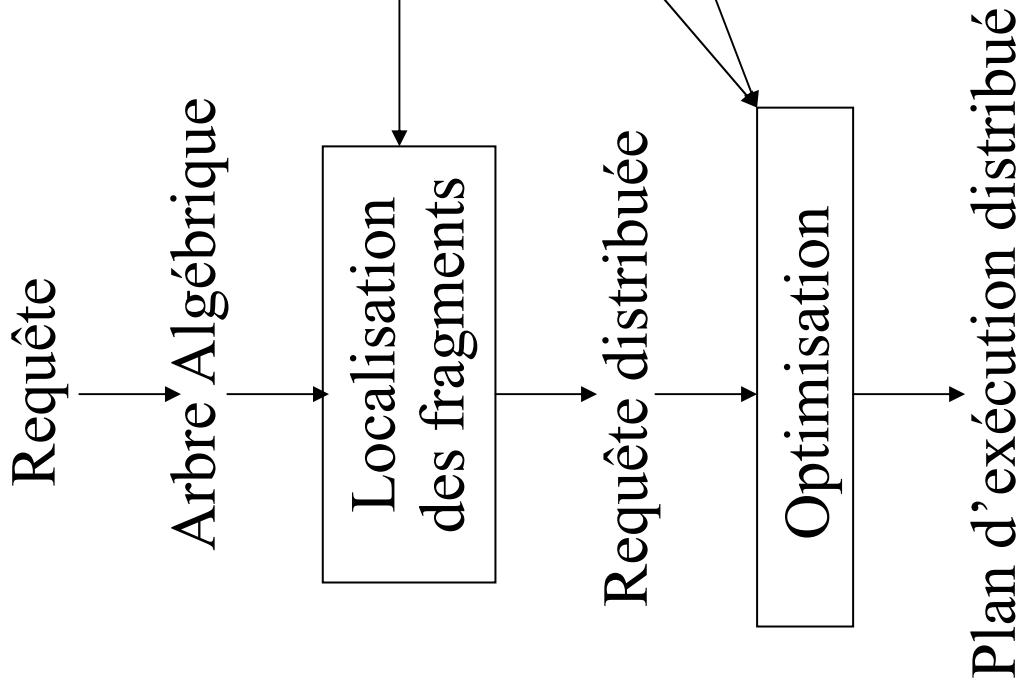 Requête
Arbre Algébrique
Localisation
des fragments
Requête distribuée
Optimisation
Plan d’exécution distribué